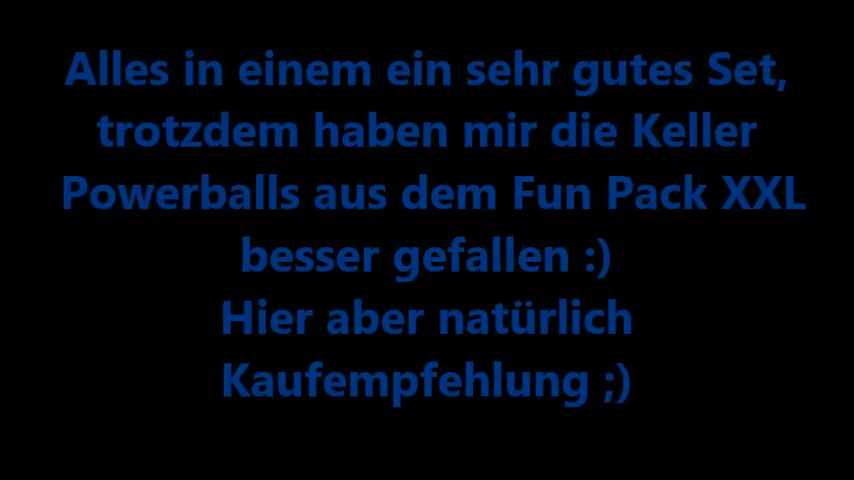 Alles in einem ein sehr gutes Set,
trotzdem haben mir die Keller
Powerballs aus dem Fun Pack XXL
besser gefallen :)
Hier aber natürlich
Kaufempfehlung ;)